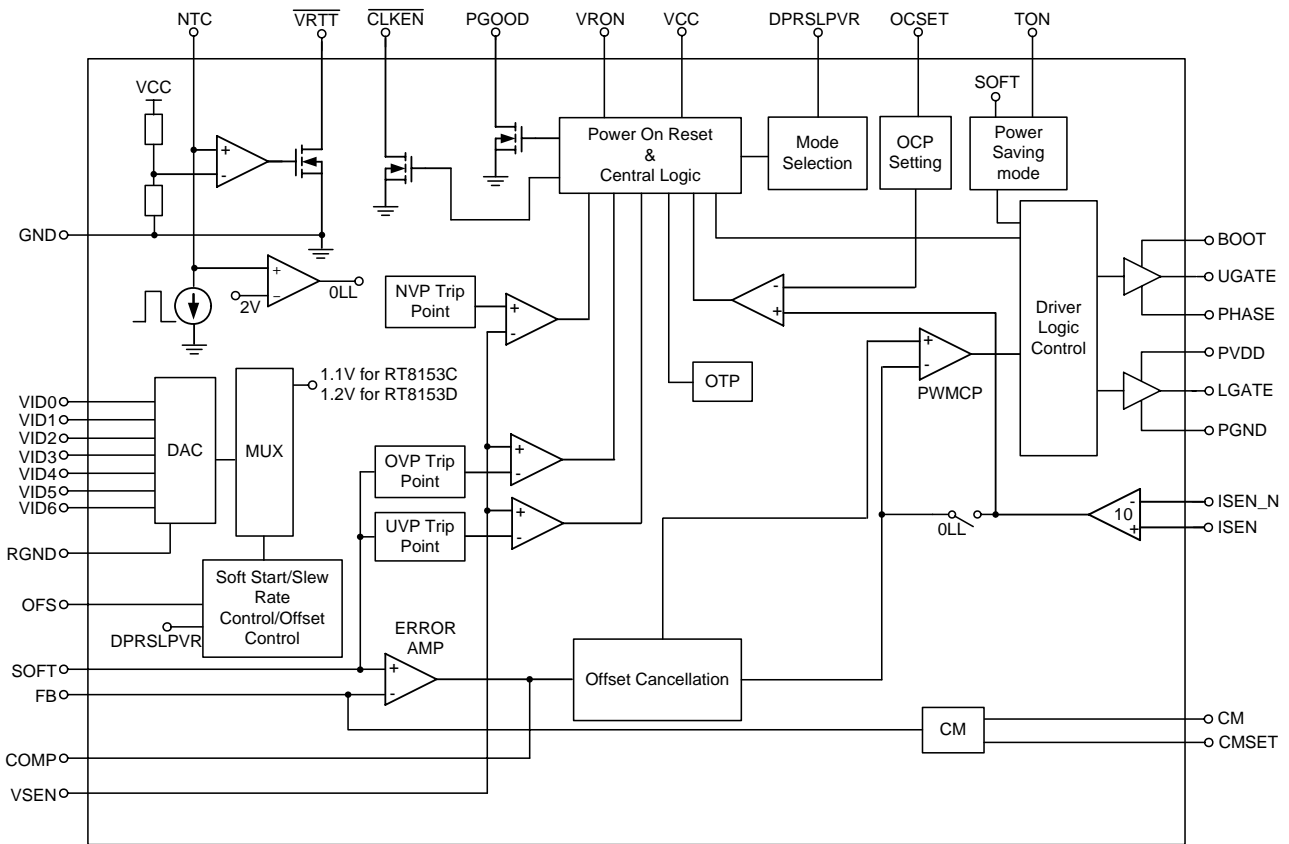 NTC
VRTT
CLKEN
PGOOD
VRON
VCC
DPRSLPVR
OCSET
TON
VCC
SOFT
+
-
Power On Reset
&
Central Logic
Mode
Selection
OCP
Setting
Power
Saving
mode
GND
+
−
2V
0LL
NVP Trip
Point
+
-
-
+
Driver
Logic
Control
BOOT
UGATE
PHASE
PVDD
LGATE
PGND
OTP
+
-
PWMCP
1.1V for RT8153C
1.2V for RT8153D
VID0
VID1
VID2
VID3
VID4
VID5
VID6
DAC
MUX
OVP Trip
Point
+
-
UVP Trip
Point
+
-
0LL
10
-
+
ISEN_N
ISEN
RGND
OFS
Soft Start/Slew
Rate
Control/Offset
Control
DPRSLPVR
ERROR
AMP
SOFT
FB
+
-
Offset Cancellation
CM
CM
CMSET
COMP
VSEN